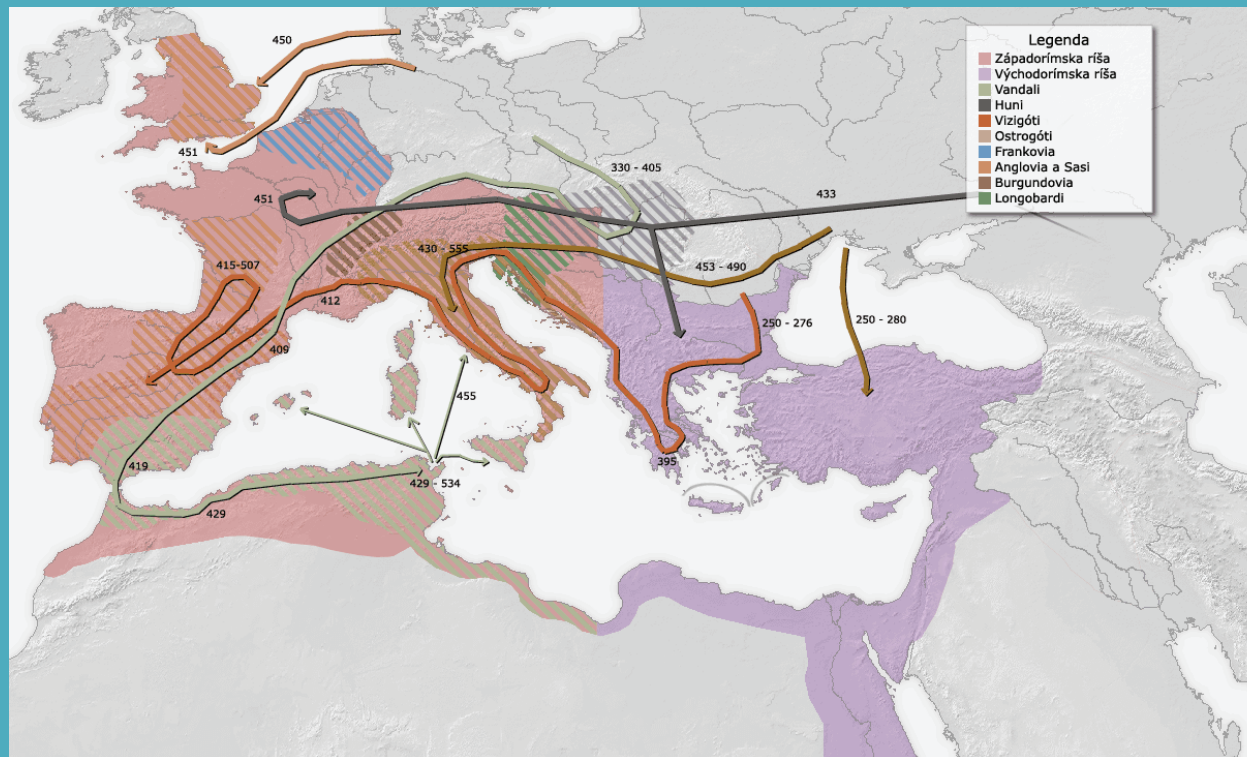 450
Legenda
Západorímska ríša
Východorímska ríša
Vandali
Huni
Vizigóti
Ostrogóti
Frankovia
Anglovia a Sasi
Burgundovia
Longobardi
451
330 - 405
451
433
430 - 555
415-507
453 - 490
412
250 - 276
250 - 280
409
455
419
395
429 - 534
429